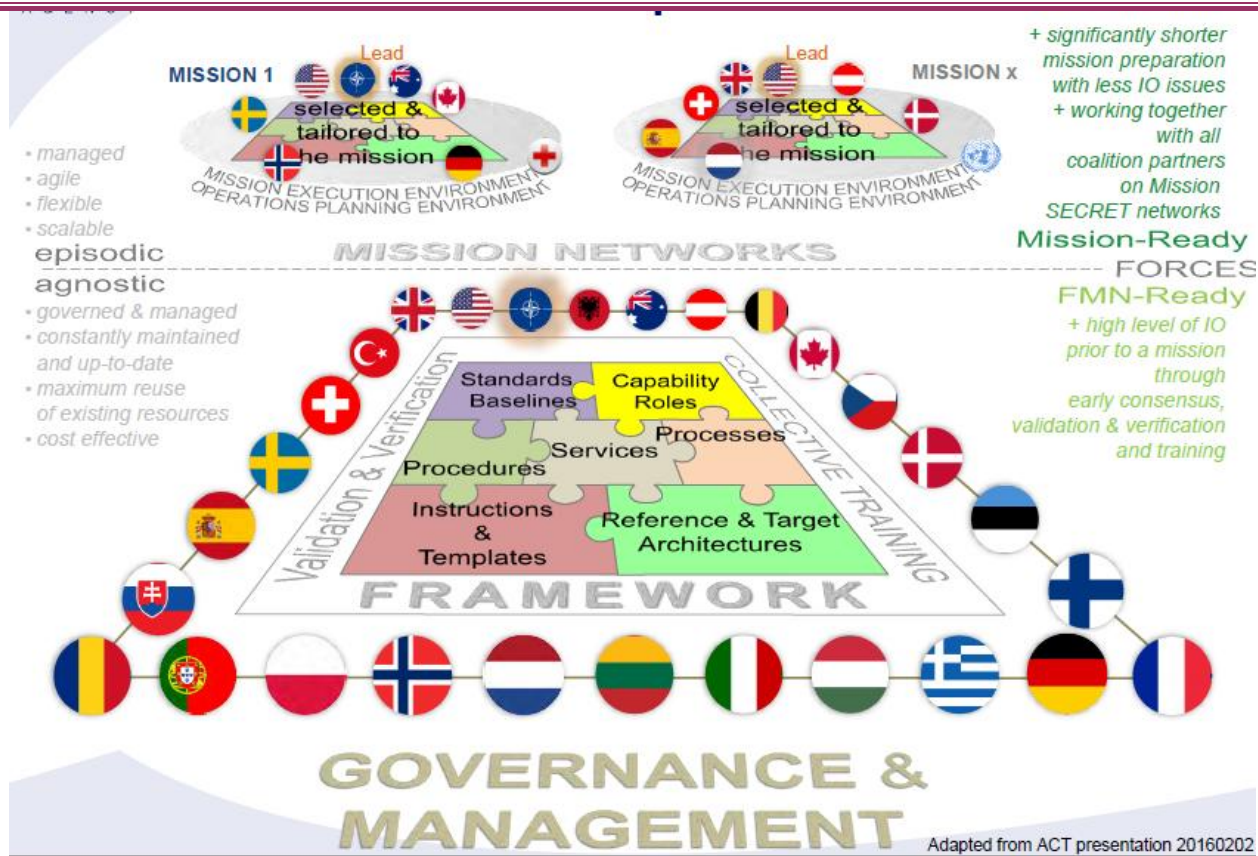 MISSION 1
Lead
selected &
tailored to
he mission
MISSION EXECUTION ENVIRONMENT
OPERATIONS PLANNING ENVIRONMENT
Lead
MISSION x
selected &
tailored to
he mission
MISSION EXECUTION ENVIRONMENT
OPERATIONS PLANNING ENVIRONMENT
+ significantly shorter
mission preparation
with less IO issues
+ working together
with all
coalition partners
on Mission
SECRET networks
Mission-Ready
• managed
• agile
• flexible
• scalable
episodic
MISSION NETWORKS
FORCES
agnostic
• governed & managed
• constantly maintained
and up-to-date
• maximum reuse
of existing resources
• cost effective
FMN-Ready
+ high level of IO
prior to a mission
through
early consensus,
validation & verification
and training
Validation & Verification
COLLECTIVE TRAINING
Standards
Baselines
Capability
Roles
Procedures
Services
Processes
Instructions
&
Templates
Reference & Target
Architectures
FRAMEWORK
GOVERNANCE &
MANAGEMENT
Adapted from ACT presentation 20160202